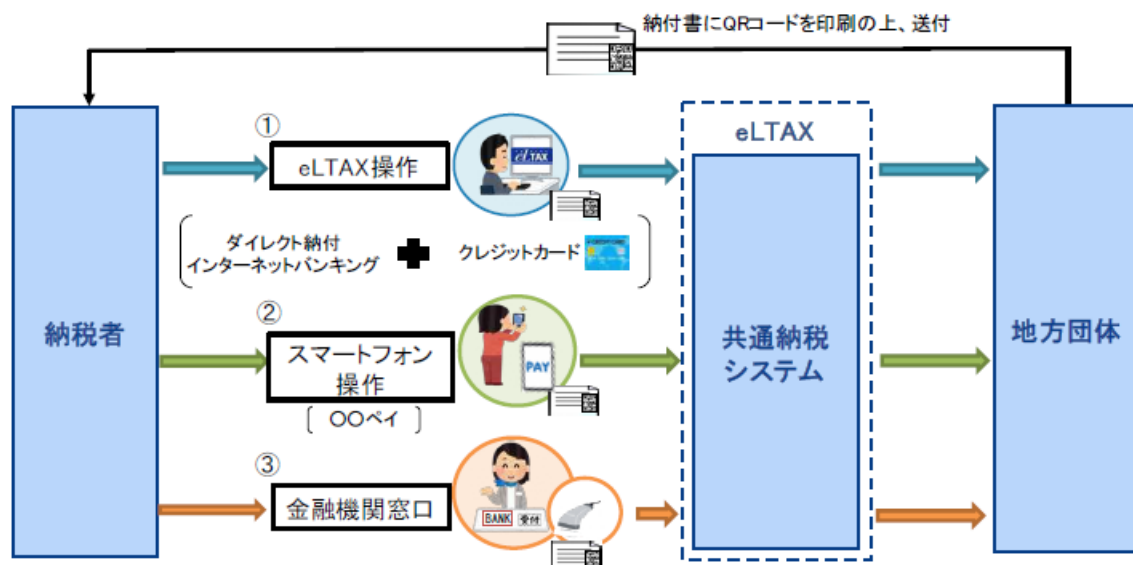 納付書にQRコードを印刷の上、送付
納税者
①
eLTAX操作
eLTAX
ダイレクト納付
インターネットバンキング
クレジットカード
CREDIT CARD
②
スマートフォン
操作
〇〇ペイ
PAY
③
金融機関窓口
BANK
受付
eLTAX
共通納税
システム
地方団体